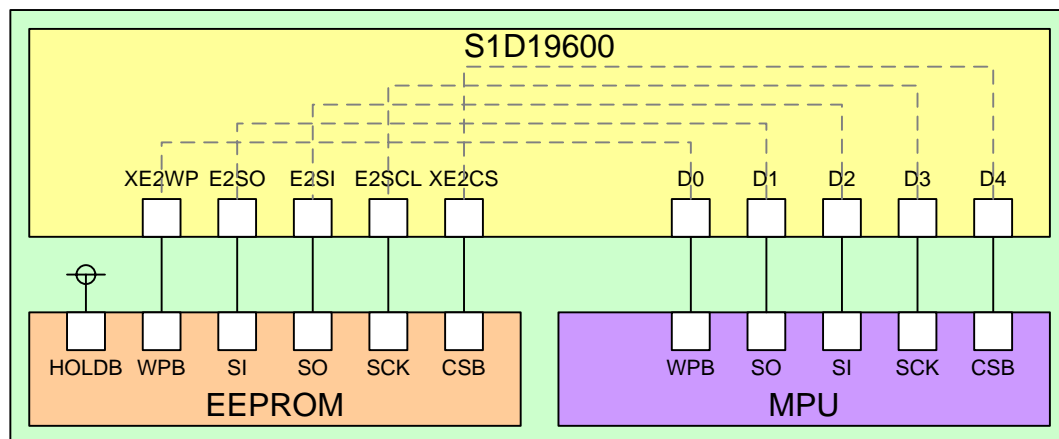 S1D19600
XE2WP E2SO E2SI E2SCL XE2CS D0 D1 D2 D3 D4
HOLDB WPB SI SO SCK CSB WPB SO SI SCK CSB
EEPROM MPU